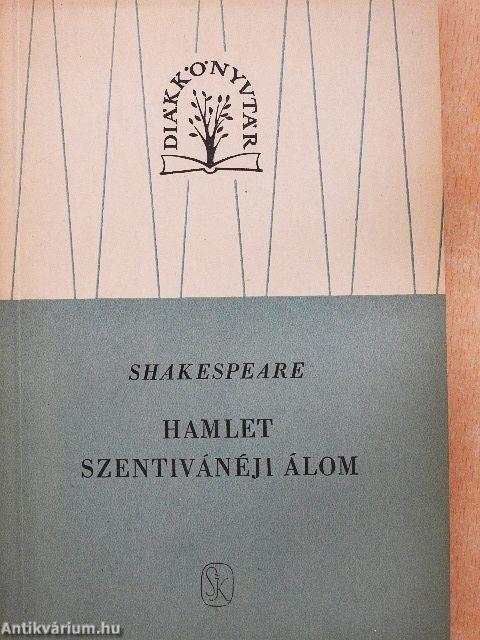 DIÁKKÖNYVTÁR
SHAKESPEARE
HAMLET
SZENTIVÁNÉJI ÁLOM
SK
Antikvárium.hu